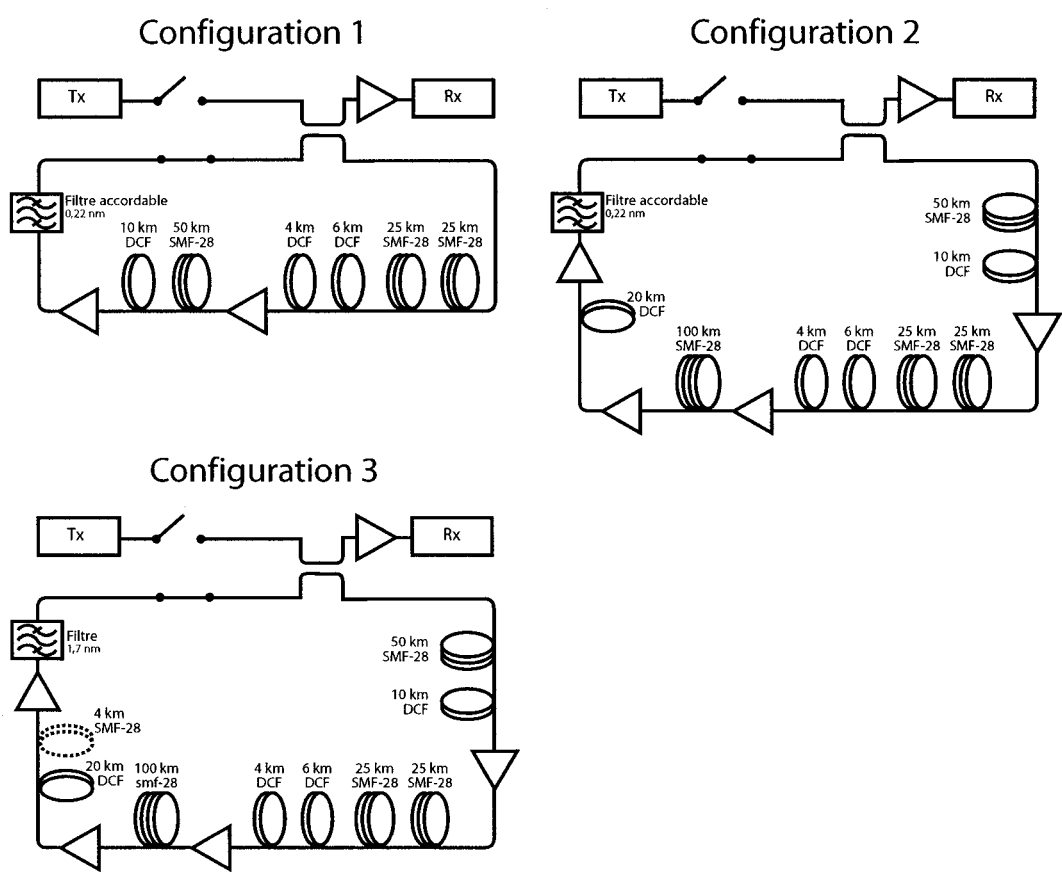 Configuration 1
Tx
Rx
Filtre accordable
0,22 nm
10 km
DCF
50 km
SMF-28
4 km
DCF
6 km
DCF
25 km
SMF-28
25 km
SMF-28
Configuration 2
Tx
Rx
Filtre accordable
0,22 nm
50 km
SMF-28
10 km
DCF
20 km
DCF
100 km
SMF-28
4 km
DCF
6 km
DCF
25 km
SMF-28
25 km
SMF-28
Configuration 3
Tx
Rx
Filtre
1,7 nm
50 km
SMF-28
10 km
DCF
4 km
SMF-28
20 km
DCF
100 km
smf-28
4 km
DCF
6 km
DCF
25 km
SMF-28
25 km
SMF-28